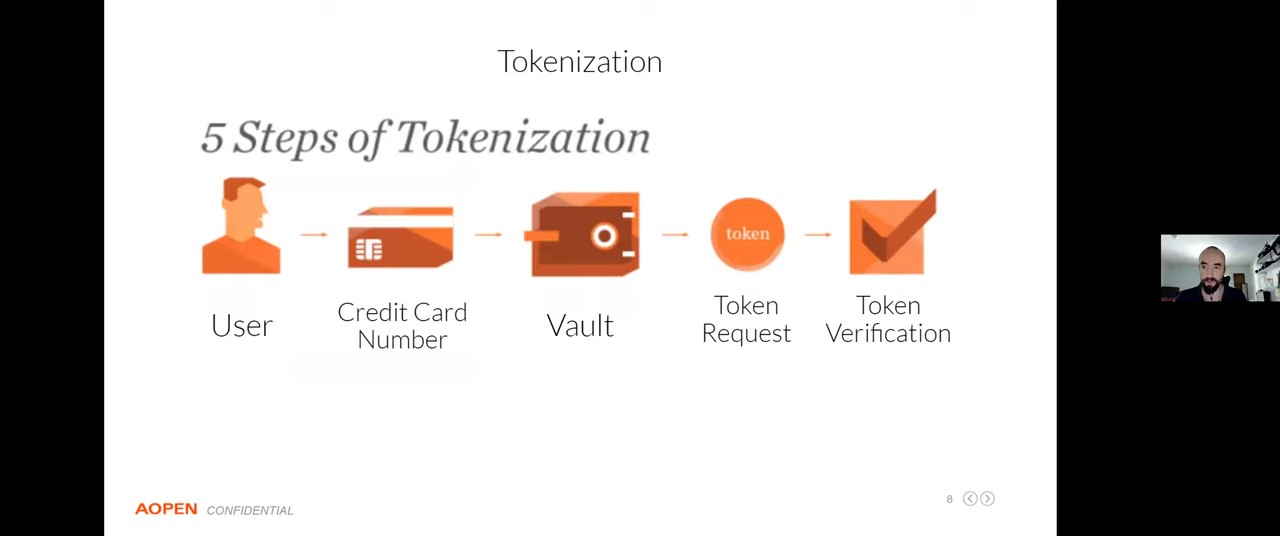 Tokenization
5 Steps of Tokenization
token
User
Credit Card
Number
Vault
Token
Request
Token
Verification
AOPEN CONFIDENTIAL
8